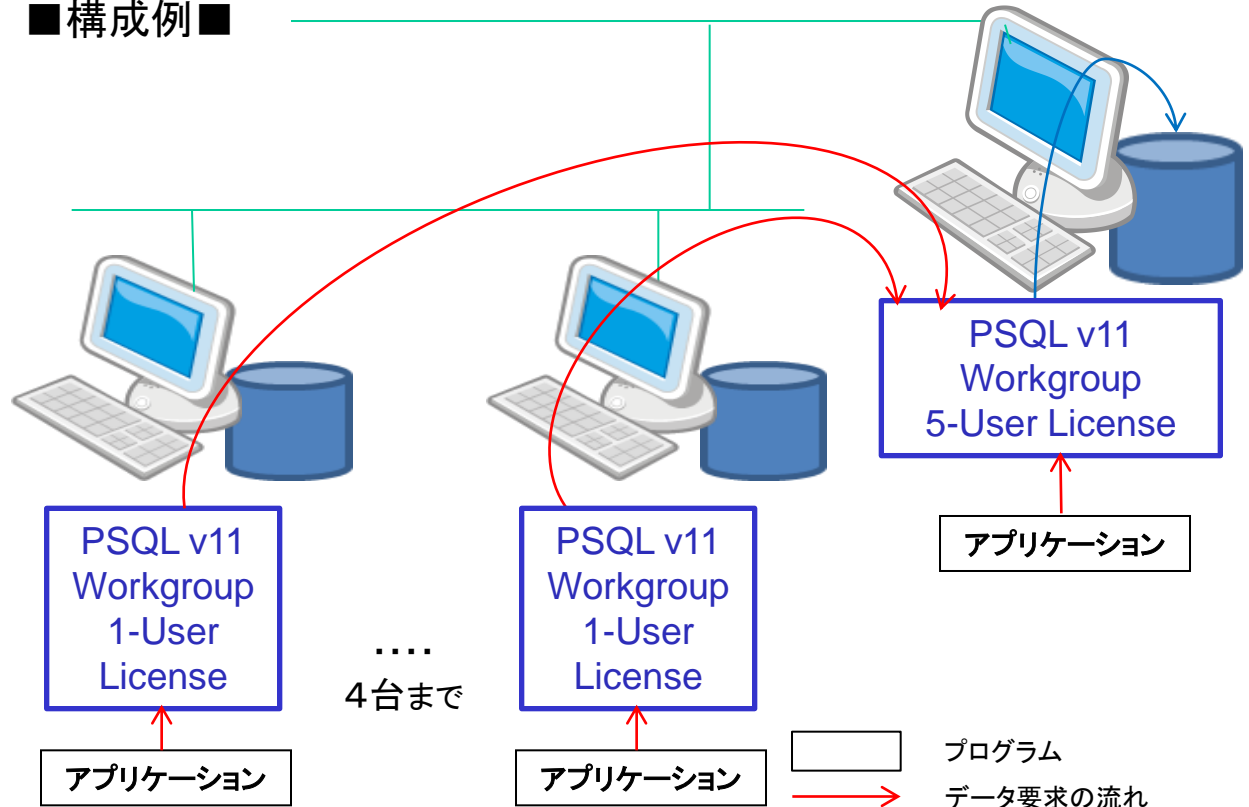 ■構成例■
PSQL v11
Workgroup
5-User License
アプリケーション
PSQL v11
Workgroup
1-User
License
‥‥
4台まで
PSQL v11
Workgroup
1-User
License
アプリケーション
アプリケーション
プログラム
データ要求の流れ